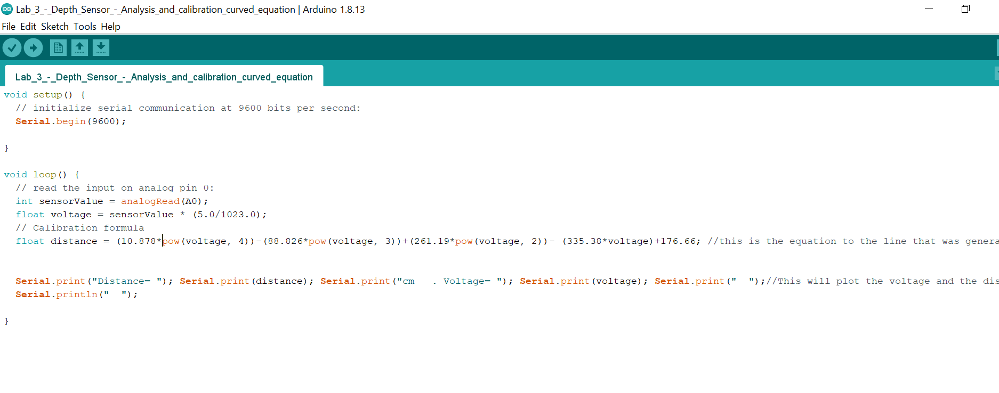 Lab_3_-_Depth_Sensor_-_Analysis_and_calibration_curved_equation | Arduino 1.8.13
File Edit Sketch Tools Help
Lab_3_-_Depth_Sensor_-_Analysis_and_calibration_curved_equation
void setup() {
  // initialize serial communication at 9600 bits per second:
  Serial.begin(9600);
}
void loop() {
  // read the input on analog pin 0:
  int sensorValue = analogRead(A0);
  float voltage = sensorValue * (5.0/1023.0);
  // Calibration formula
  float distance = (10.878*pow(voltage, 4))-(88.826*pow(voltage, 3))+(261.19*pow(voltage, 2))- (335.38*voltage)+176.66; //this is the equation to the line that was genera
  Serial.print("Distance= "); Serial.print(distance); Serial.print("cm   . Voltage= "); Serial.print(voltage); Serial.print("  ");//This will plot the voltage and the dis
  Serial.println("  ");
}